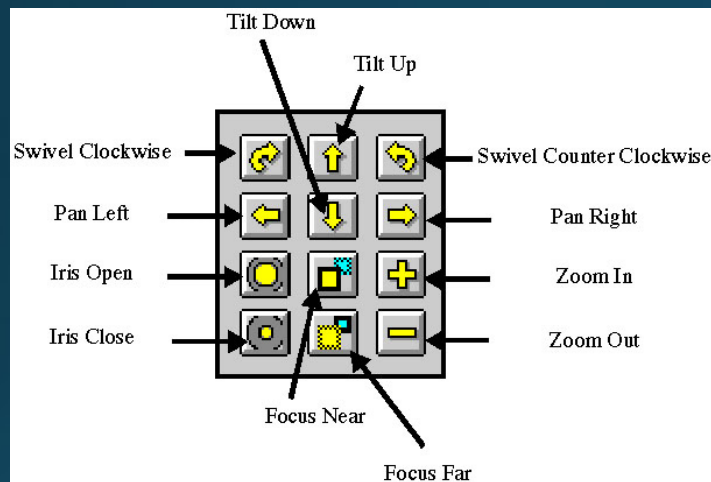 Tilt Down
Tilt Up
Swivel Clockwise
Swivel Counter Clockwise
Pan Left
Pan Right
Iris Open
Zoom In
Iris Close
Zoom Out
Focus Near
Focus Far